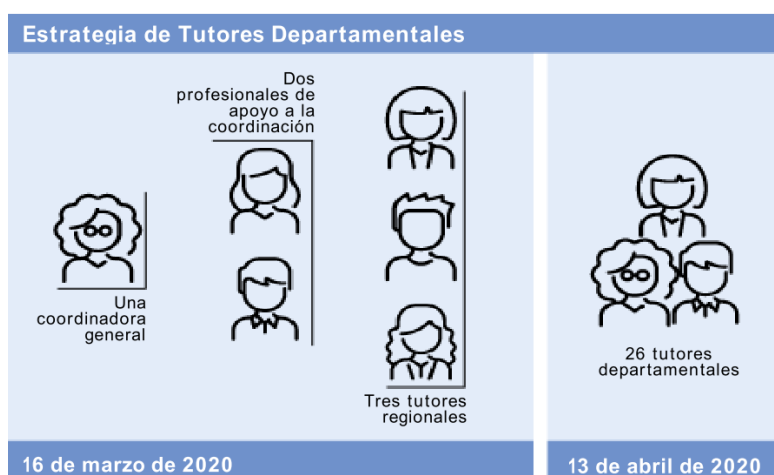 Estrategia de Tutores Departamentales
Dos
profesionales de
apoyo a la
coordinación
Una
coordinadora
general
Tres tutores
regionales
26 tutores
departamentales
16 de marzo de 2020
13 de abril de 2020